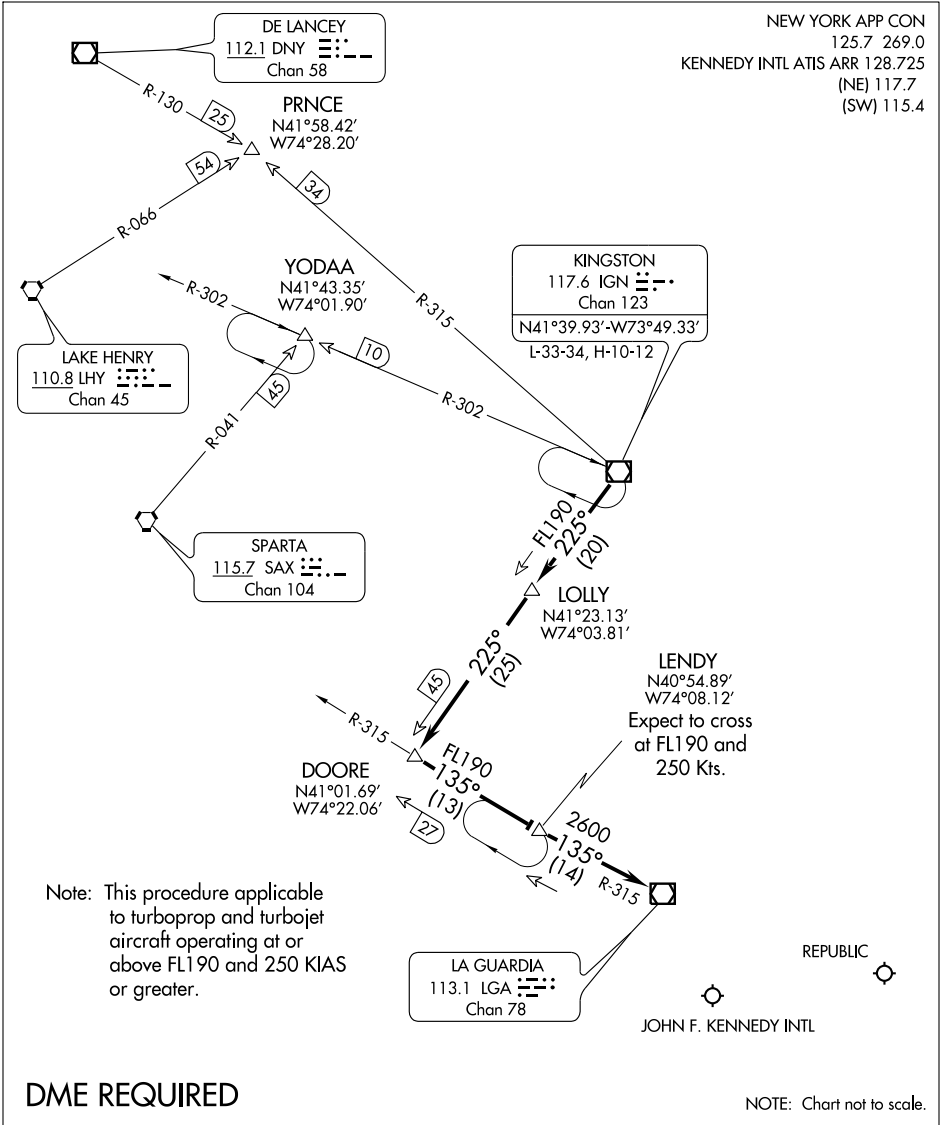 NEW YORK APP CON
125.7 269.0
KENNEDY INTL ATIS ARR 128.725
(NE) 117.7
(SW) 115.4
DE LANCEY
112.1 DNY
Chan 58
R-130
25
PRNCE
N41°58.42'
W74°28.20'
54
R-066
34
R-315
LAKE HENRY
110.8 LHY
Chan 45
YODAA
N41°43.35'
W74°01.90'
R-302
10
R-302
45
R-041
KINGSTON
117.6 IGN
Chan 123
N41°39.93'-W73°49.33'
L-33-34, H-10-12
SPARTA
115.7 SAX
Chan 104
FL190
225°
(20)
LOLLY
N41°23.13'
W74°03.81'
225°
(25)
45
LENDY
N40°54.89'
W74°08.12'
Expect to cross
at FL190 and
250 Kts.
R-315
DOORE
N41°01.69'
W74°22.06'
FL190
135°
(13)
27
2600
135°
(14)
R-315
Note: This procedure applicable
to turboprop and turbojet
aircraft operating at or
above FL190 and 250 KIAS
or greater.
LA GUARDIA
113.1 LGA
Chan 78
REPUBLIC
JOHN F. KENNEDY INTL
DME REQUIRED
NOTE: Chart not to scale.